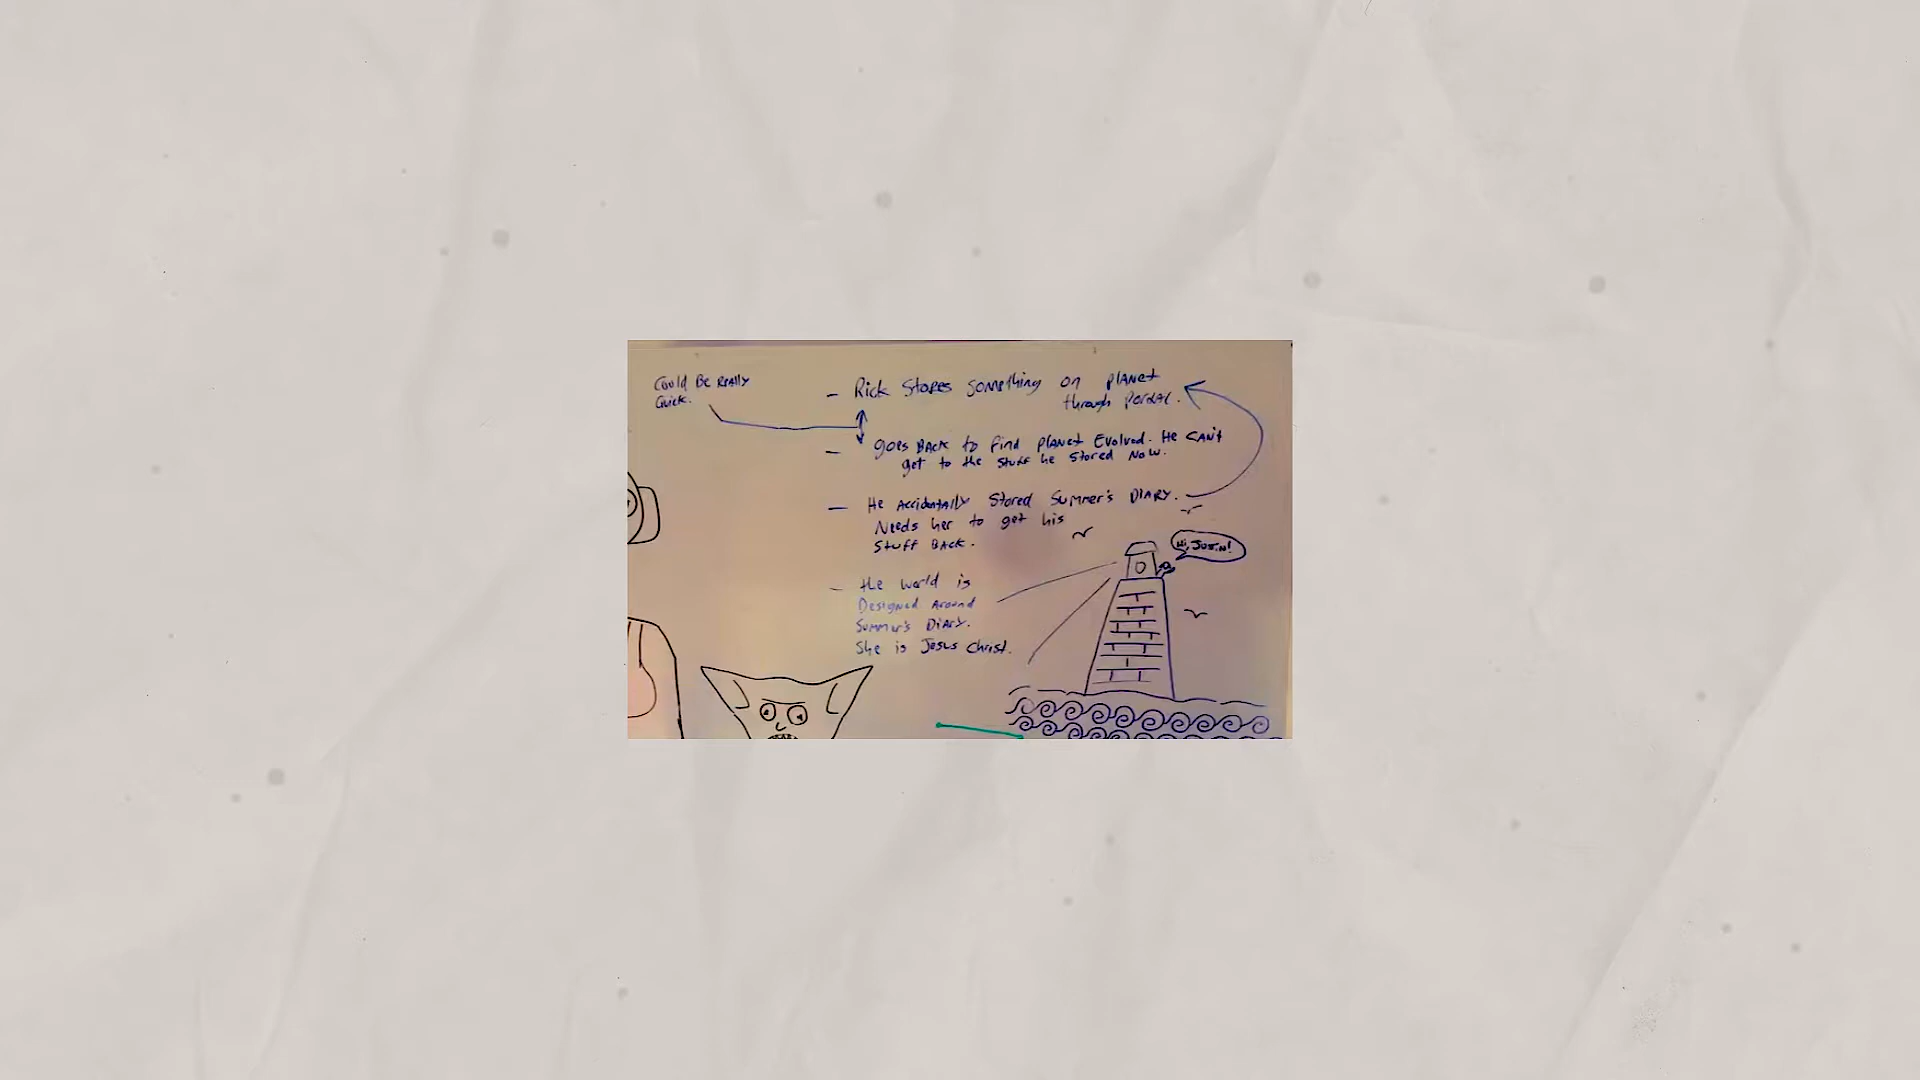 Could Be Really
Quick.
- Rick Stores something on planet
through portal.
- goes Back to find planet Evolved. He can't
get to the stuff he stored now.
- He Accidentally Stored Summer's Diary.
Needs her to get his
stuff Back.
- the world is
Designed Around
Summer's Diary.
She is Jesus Christ.
Hi, Justin!